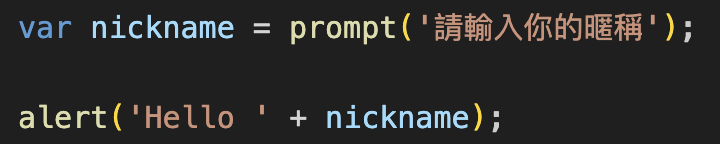 var nickname = prompt('請輸入你的暱稱');
alert('Hello ' + nickname);